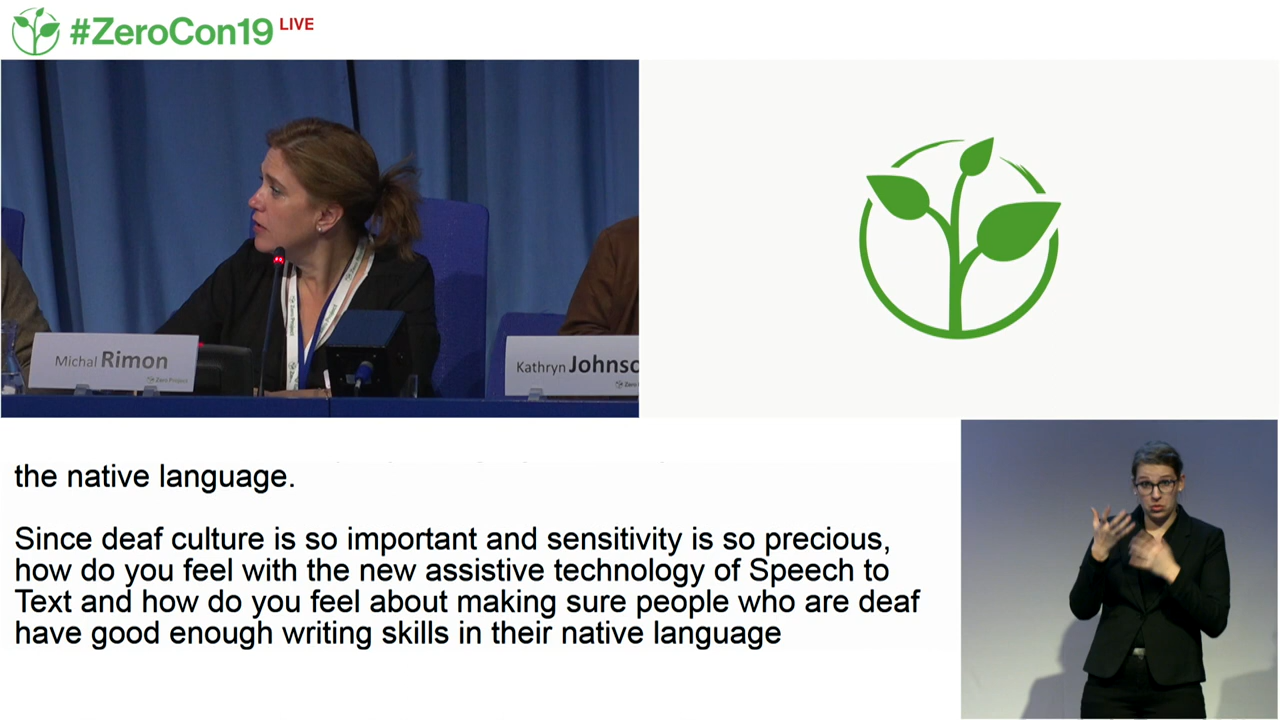 #ZeroCon19 LIVE
Michal Rimon
Zero Project
Kathryn Johnso
the native language.
Since deaf culture is so important and sensitivity is so precious,
how do you feel with the new assistive technology of Speech to
Text and how do you feel about making sure people who are deaf
have good enough writing skills in their native language